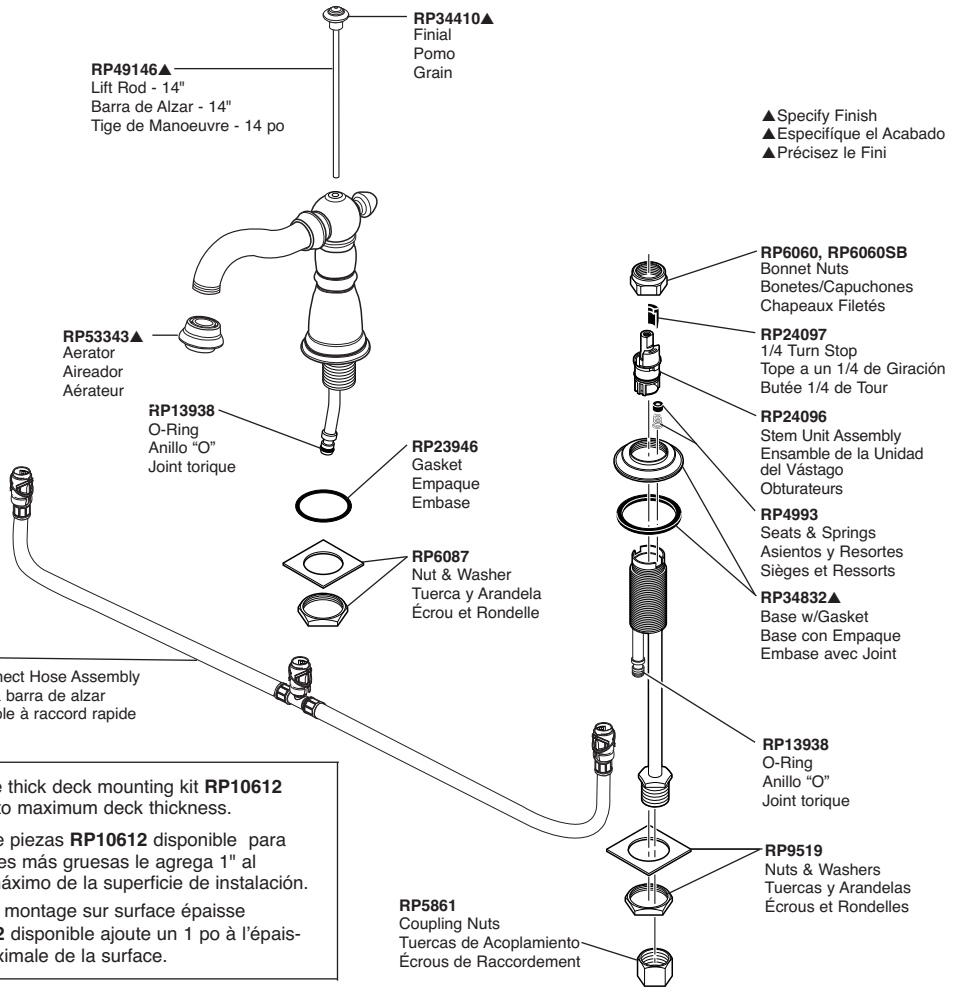 RP34410▲
Finial
Pomo
Grain
RP49146▲
Lift Rod - 14"
Barra de Alzar - 14"
Tige de Manoeuvre - 14 po
▲Specify Finish
▲Especifíque el Acabado
▲Précisez le Fini
RP6060, RP6060SB
Bonnet Nuts
Bonetes/Capuchones
Chapeaux Filetés
RP53343▲
Aerator
Aireador
Aérateur
RP24097
1/4 Turn Stop
Tope a un 1/4 de Giración
Butée 1/4 de Tour
RP13938
O-Ring
Anillo “O”
Joint torique
RP23946
Gasket
Empaque
Embase
RP24096
Stem Unit Assembly
Ensamble de la Unidad
del Vástago
Obturateurs
RP4993
Seats & Springs
Asientos y Resortes
Sièges et Ressorts
RP6087
Nut & Washer
Tuerca y Arandela
Écrou et Rondelle
RP34832▲
Base w/Gasket
Base con Empaque
Embase avec Joint
Hose Assembly
barra de alzar
à raccord rapide
RP13938
O-Ring
Anillo “O”
Joint torique
thick deck mounting kit RP10612
to maximum deck thickness.
piezas RP10612 disponible para
más gruesas le agrega 1" al
de la superficie de instalación.
montage sur surface épaisse
disponible ajoute un 1 po à l'épais-
de la surface.
RP9519
Nuts & Washers
Tuercas y Arandelas
Écrous et Rondelles
RP5861
Coupling Nuts
Tuercas de Acoplamiento
Écrous de Raccordement